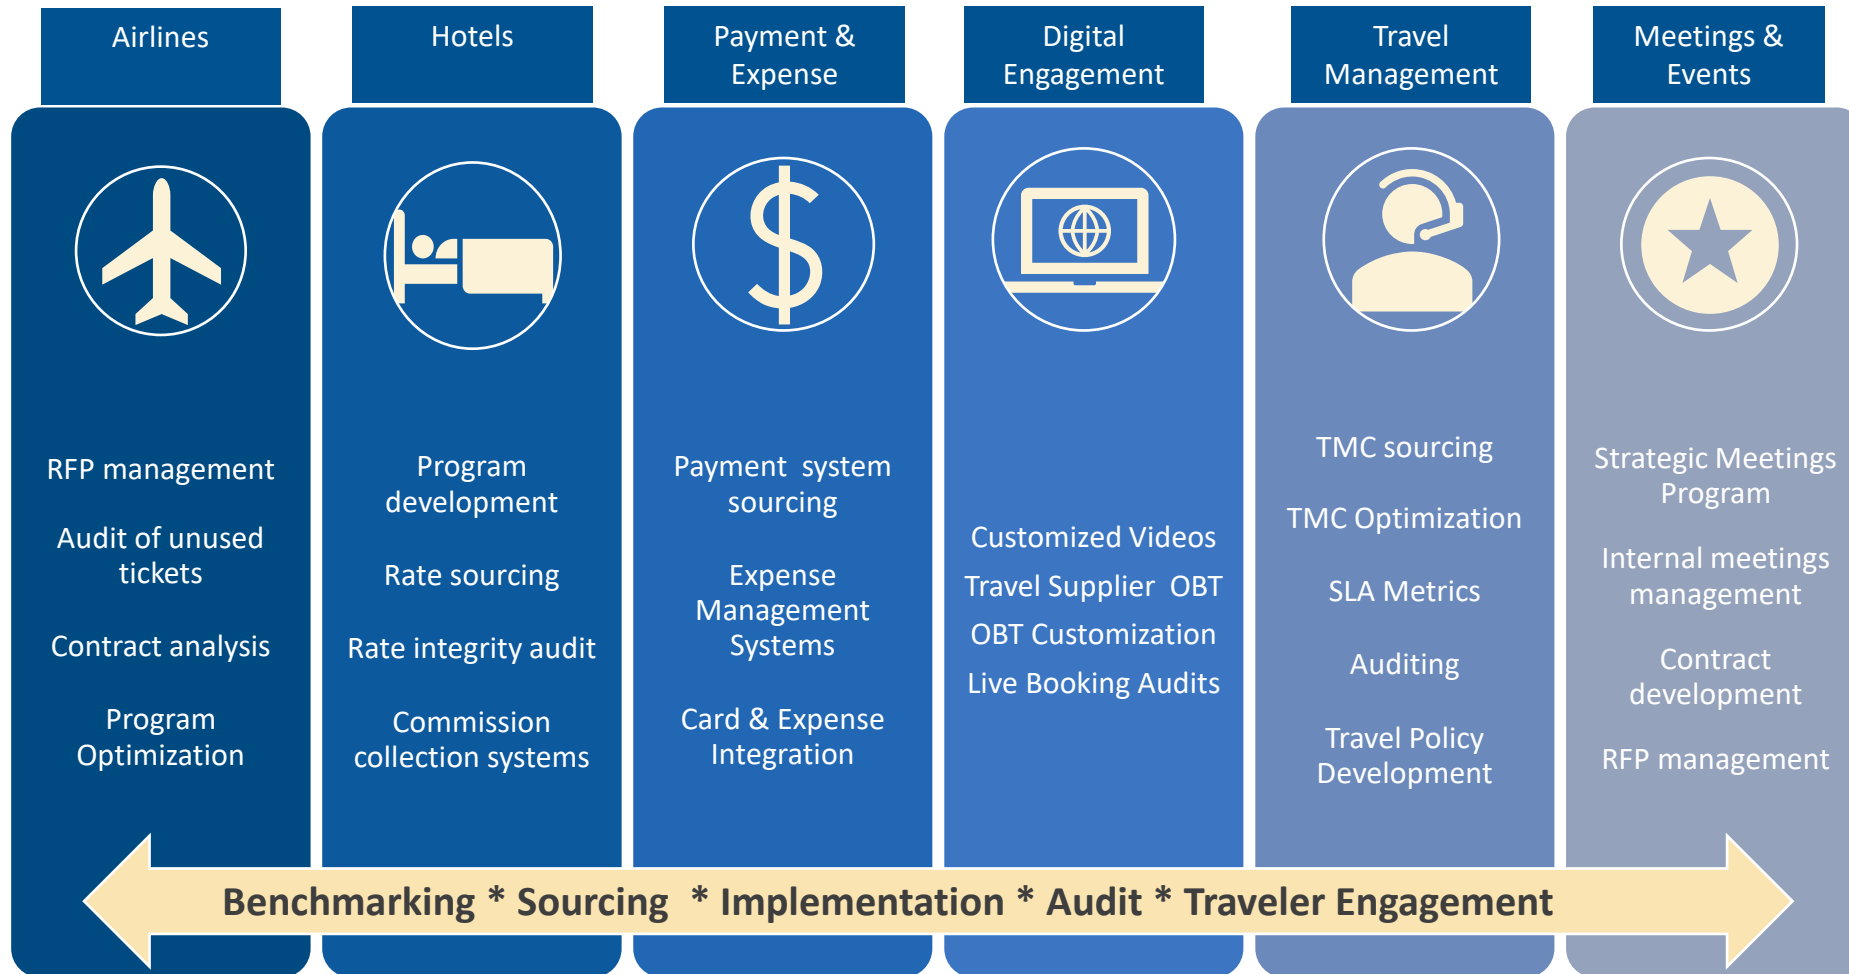 Airlines
Hotels
Payment &
Expense
Digital
Engagement
Travel
Management
Meetings &
Events
RFP management
Audit of unused
tickets
Contract analysis
Program
Optimization
Program
development
Rate sourcing
Rate integrity audit
Commission
collection systems
Payment  system
sourcing
Expense
Management
Systems
Card & Expense
Integration
Customized Videos
Travel Supplier  OBT
OBT Customization
Live Booking Audits
TMC sourcing
TMC Optimization
SLA Metrics
Auditing
Travel Policy
Development
Strategic Meetings
Program
Internal meetings
management
Contract
development
RFP management
Benchmarking * Sourcing  * Implementation * Audit * Traveler Engagement